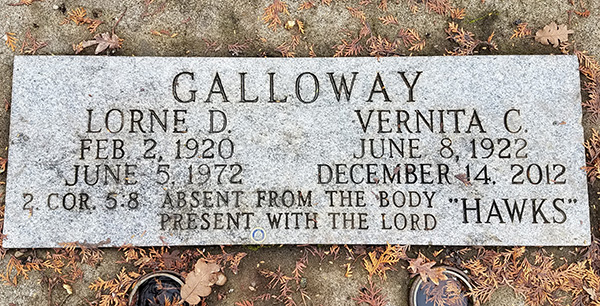 GALLOWAY
LORNE D. VERNITA C.
FEB. 2, 1920 JUNE 8, 1922
JUNE 5, 1972 DECEMBER 14, 2012
2 COR. 5:8 ABSENT FROM THE BODY "HAWKS"
PRESENT WITH THE LORD